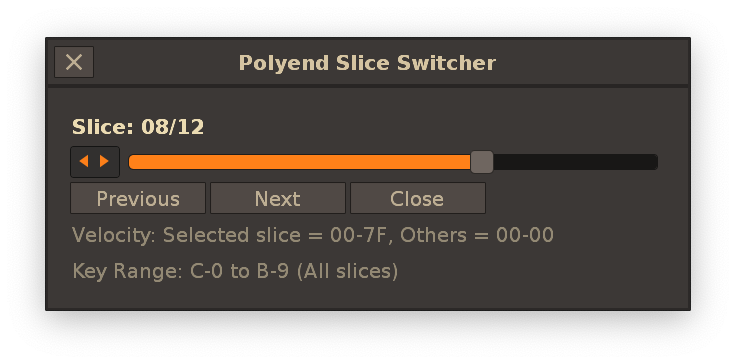 Polyend Slice Switcher
Slice: 08/12
Previous Next Close
Velocity: Selected slice = 00-7F, Others = 00-00
Key Range: C-0 to B-9 (All slices)